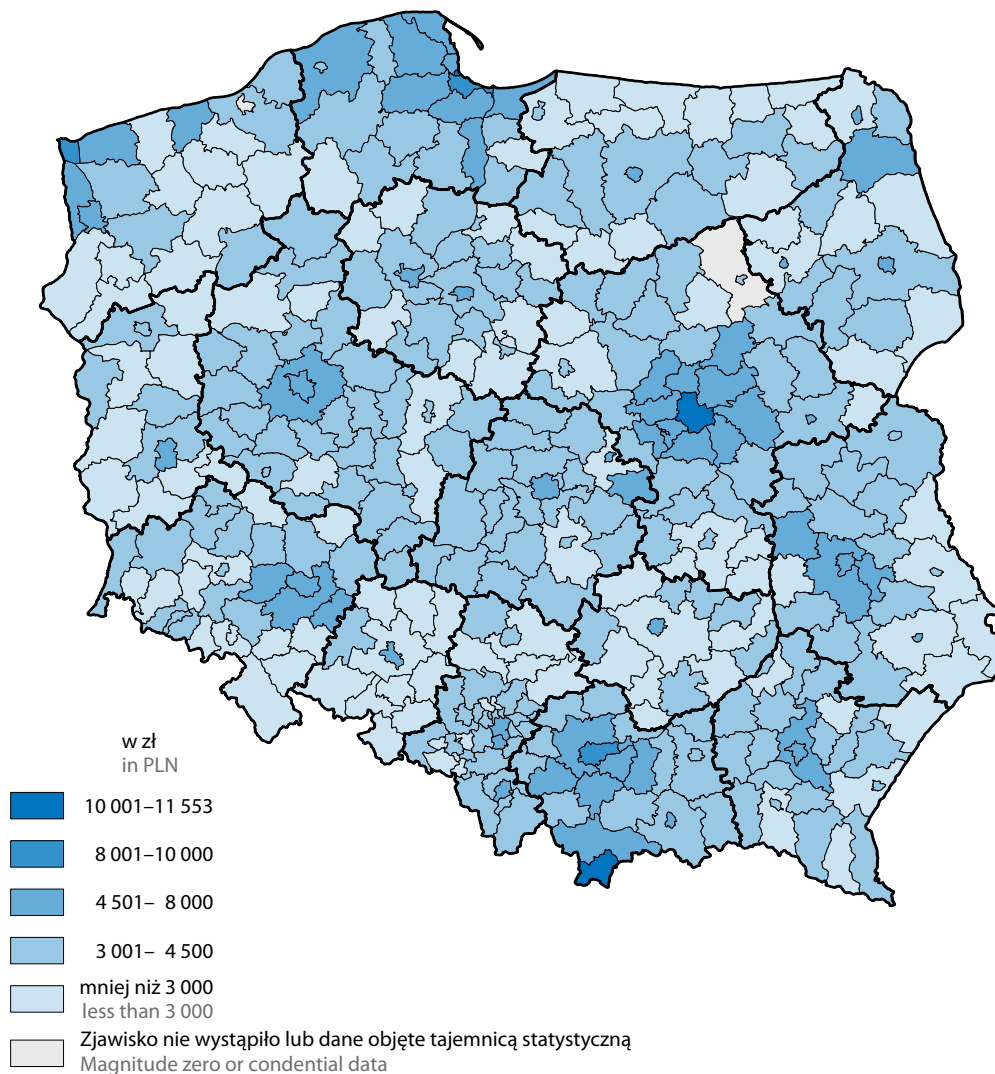 w zł
in PLN
10 001–11 553
8 001–10 000
4 501– 8 000
3 001– 4 500
mniej niż 3 000
less than 3 000
Zjawisko nie wystąpiło lub dane objęte tajemnicą statystyczną
Magnitude zero or condential data